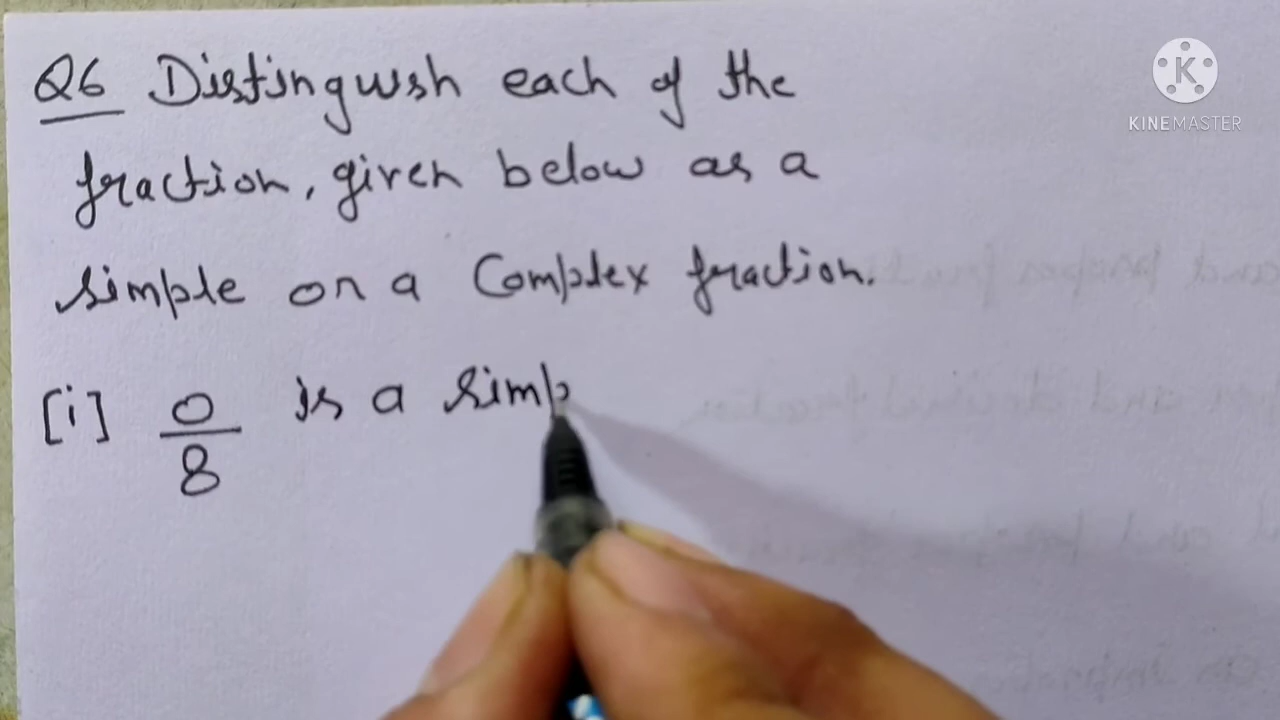 Q6 Distinguish each of the
fraction, given below as a
simple or a Complex fraction.
[i] 0/8 is a simp
K
KINEMASTER